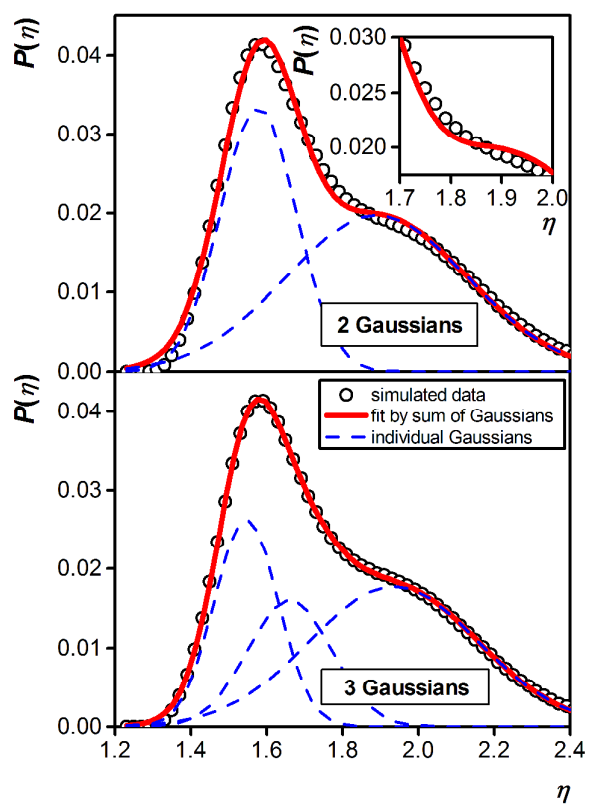 P(η)
0.04
0.03
0.02
0.01
0.00
P(η)
0.030
0.025
0.020
1.7 1.8 1.9 2.0
η
2 Gaussians
P(η)
0.04
0.03
0.02
0.01
0.00
simulated data
fit by sum of Gaussians
individual Gaussians
3 Gaussians
1.2 1.4 1.6 1.8 2.0 2.2 2.4
η